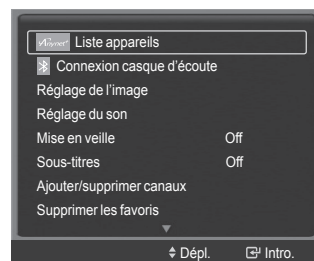 Anynet+ Liste appareils
Connexion casque d'écoute
Réglage de l'image
Réglage du son
Mise en veille Off
Sous-titres Off
Ajouter/supprimer canaux
Supprimer les favoris
Dépl. Intro.